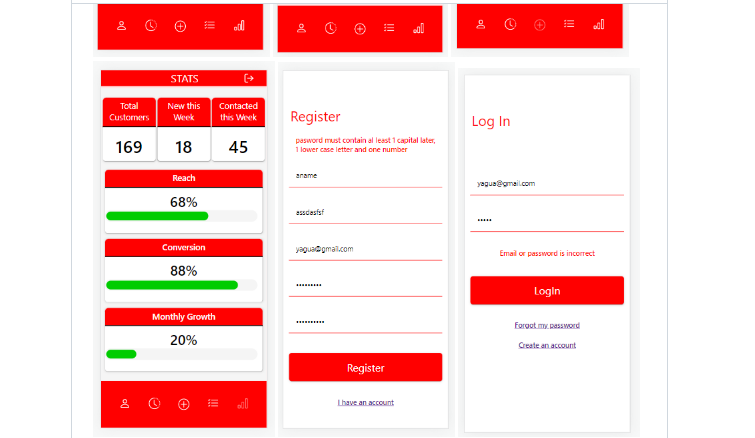 STATS
Total
Customers
New this
Week
Contacted
this Week
169
18
45
Reach
68%
Conversion
88%
Monthly Growth
20%
Register
pasword must contain al least 1 capital later,
1 lower case letter and one number
aname
assdasfsf
yagua@gmail.com
•••••••••
••••••••••
Register
I have an account
Log In
yagua@gmail.com
•••••
Email or password is incorrect
LogIn
Forgot my password
Create an account